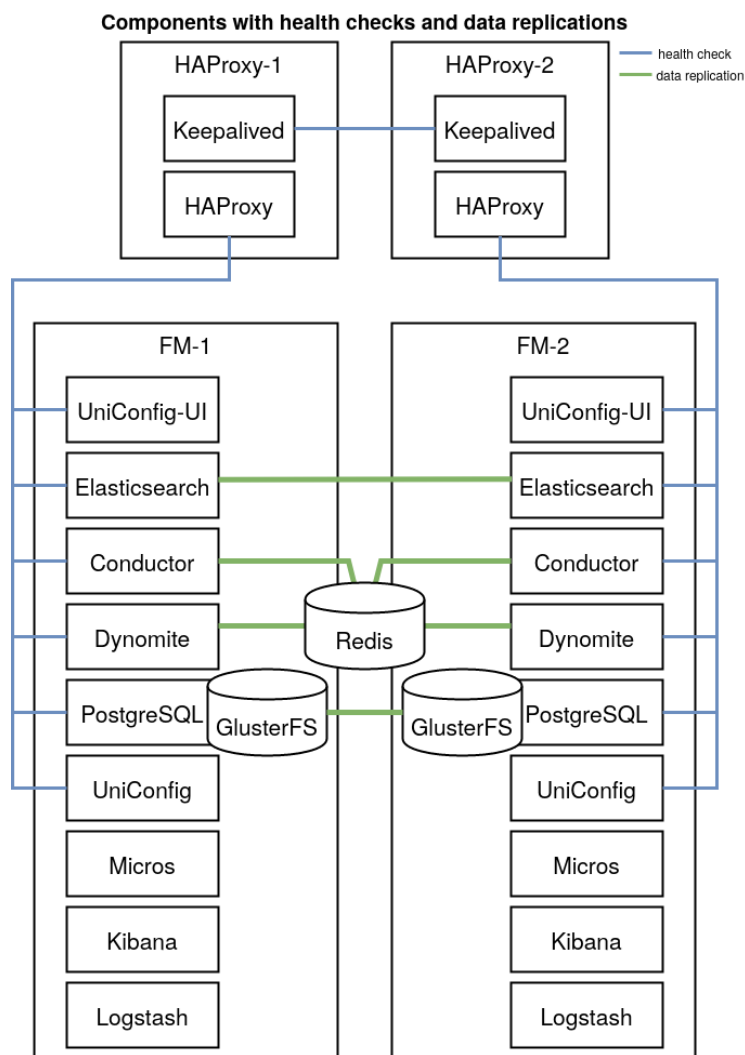 Components with health checks and data replications
health check
data replication
HAProxy-1
Keepalived
HAProxy
HAProxy-2
Keepalived
HAProxy
FM-1
UniConfig-UI
Elasticsearch
Conductor
Dynomite
PostgreSQL
UniConfig
Micros
Kibana
Logstash
Redis
GlusterFS
GlusterFS
FM-2
UniConfig-UI
Elasticsearch
Conductor
Dynomite
PostgreSQL
UniConfig
Micros
Kibana
Logstash